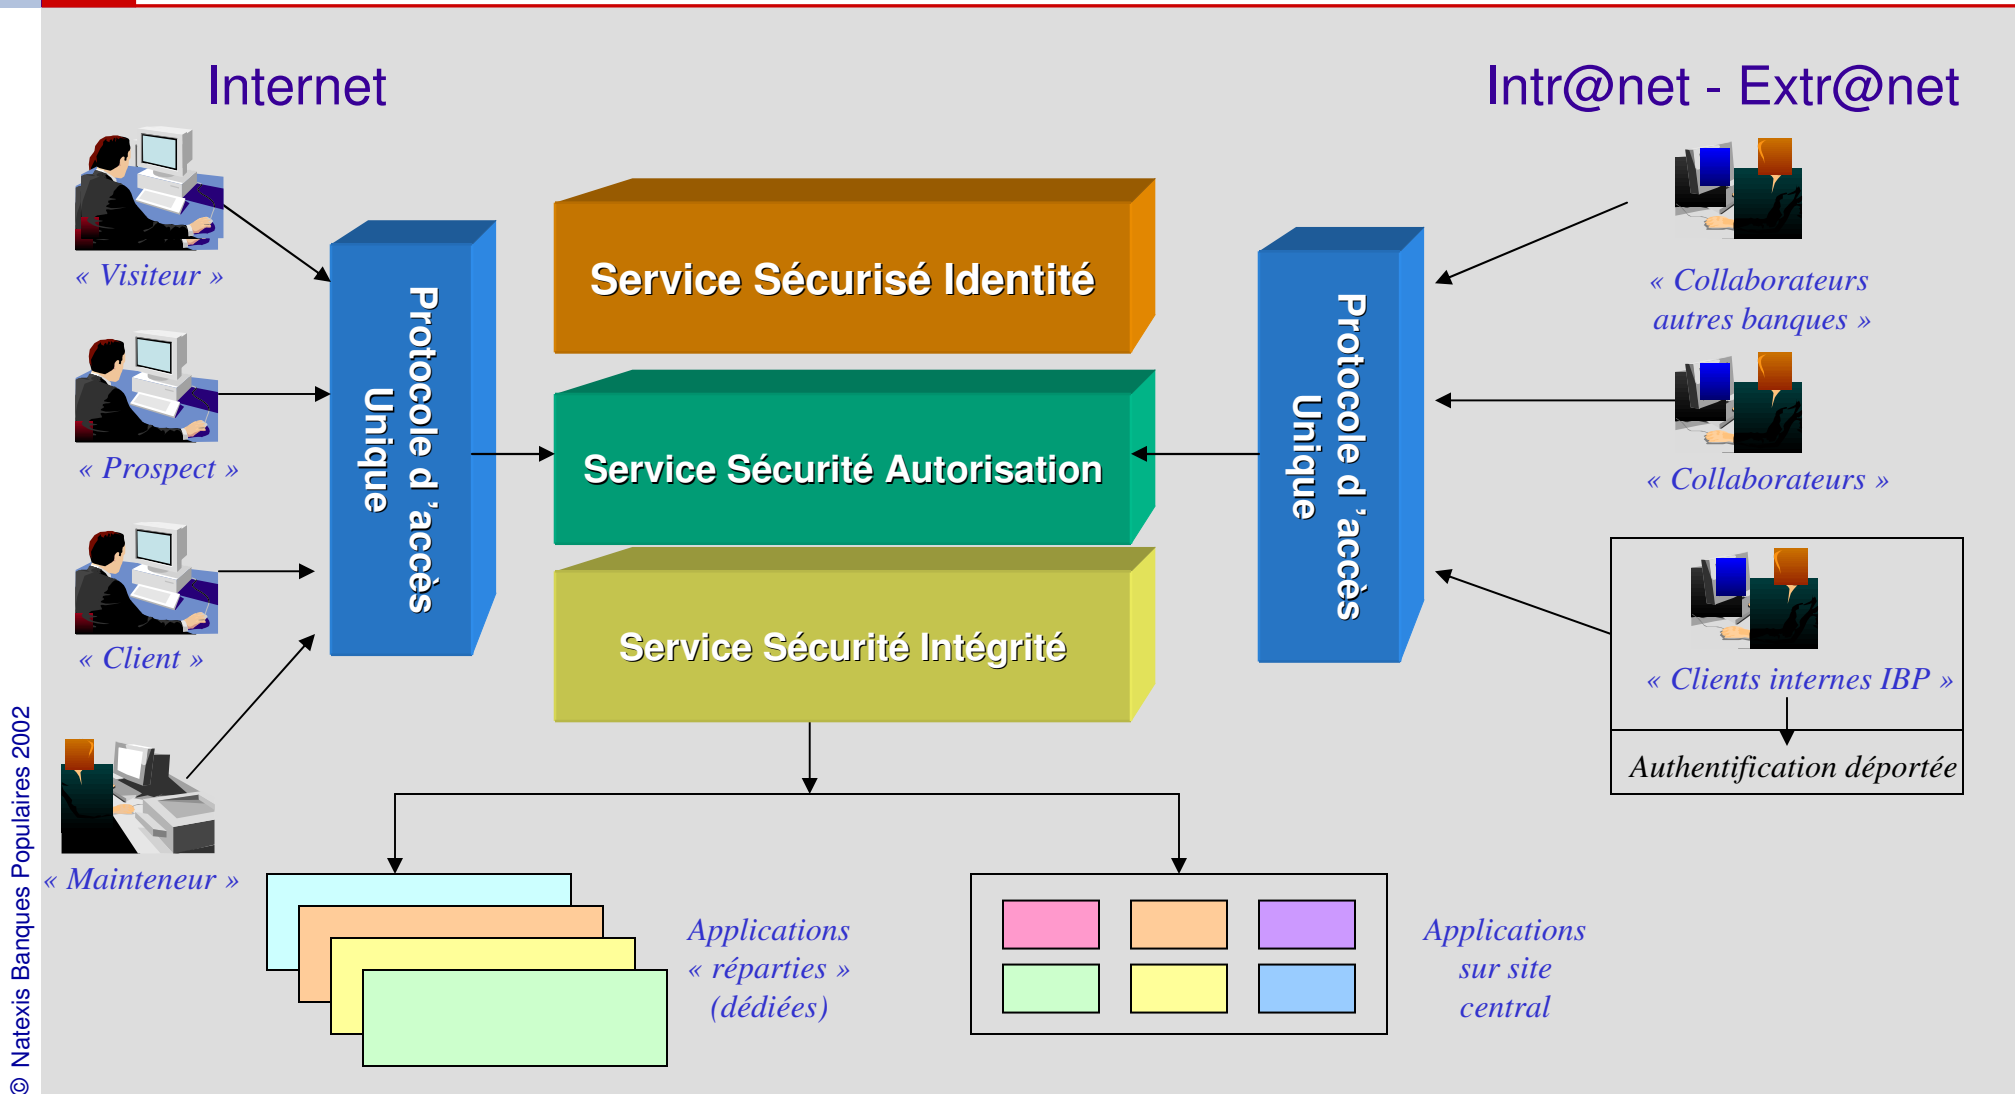 Internet
Intr@net - Extr@net
« Visiteur »
« Prospect »
« Client »
« Mainteneur »
Protocole d ’accès
Unique
Service Sécurisé Identité
Service Sécurité Autorisation
Service Sécurité Intégrité
Protocole d ’accès
Unique
« Collaborateurs
autres banques »
« Collaborateurs »
« Clients internes IBP »
Authentification déportée
Applications
« réparties »
(dédiées)
Applications
sur site
central
© Natexis Banques Populaires 2002